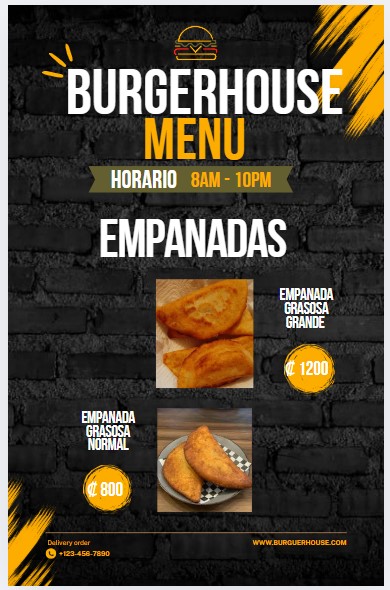 BURGERHOUSE
MENU
HORARIO 8AM - 10PM
EMPANADAS
EMPANADA
GRASOSA
GRANDE
₡ 1200
EMPANADA
GRASOSA
NORMAL
₡ 800
Delivery order
+123-456-7890
WWW.BURGUERHOUSE.COM